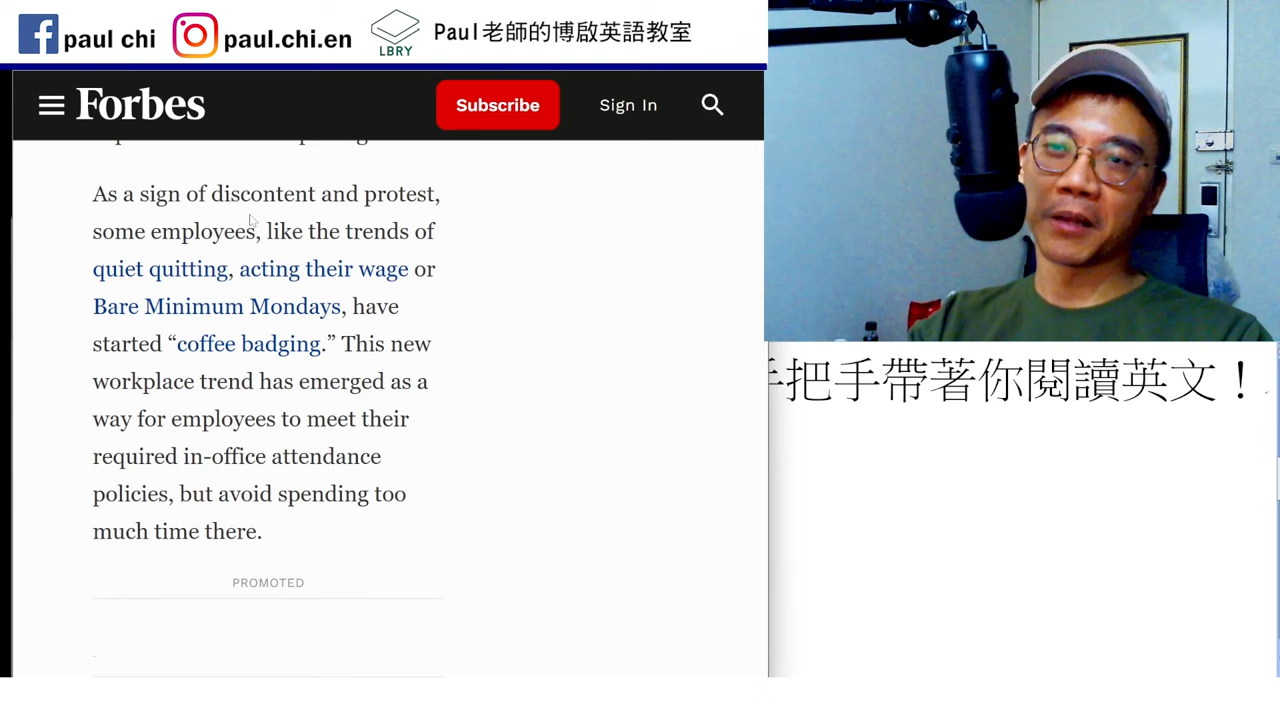 paul chi
paul.chi.en
LBRY
Paul老師的博啟英語教室
Forbes
Subscribe
Sign In
As a sign of discontent and protest,
some employees, like the trends of
quiet quitting, acting their wage or
Bare Minimum Mondays, have
started “coffee badging.” This new
workplace trend has emerged as a
way for employees to meet their
required in-office attendance
policies, but avoid spending too
much time there.
PROMOTED
手把手帶著你閱讀英文！